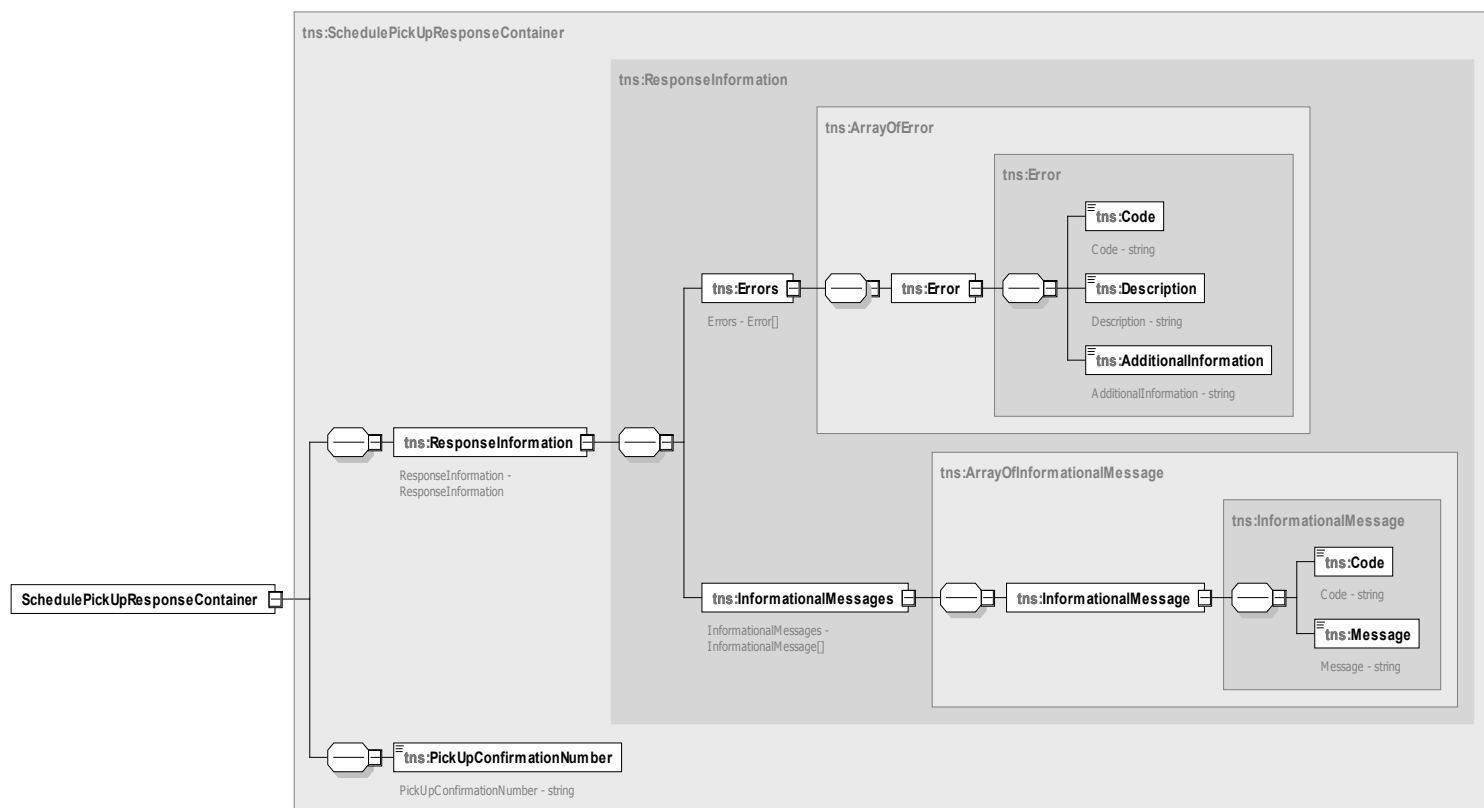 tns:SchedulePickUpResponseContainer
tns:ResponseInformation
tns:ArrayOfError
tns:Error
tns:Code
Code - string
tns:Errors
Errors - Error[]
tns:Error
tns:Description
Description - string
tns:AdditionalInformation
AdditionalInformation - string
tns:ResponseInformation
ResponseInformation -
ResponseInformation
tns:ArrayOfInformationalMessage
tns:InformationalMessage
tns:Code
Code - string
SchedulePickUpResponseContainer
tns:InformationalMessages
InformationalMessages -
InformationalMessage[]
tns:InformationalMessage
tns:Message
Message - string
tns:PickUpConfirmationNumber
PickUpConfirmationNumber - string